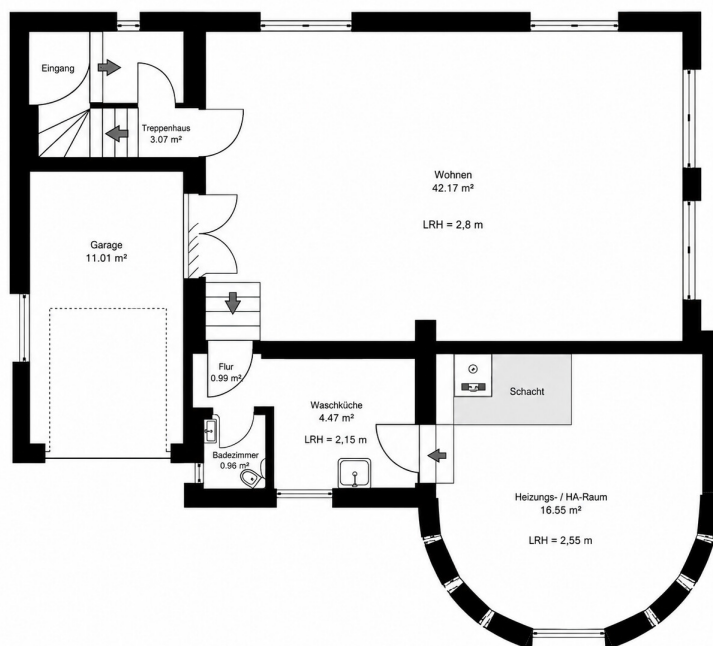 Eingang
Treppenhaus
3.07 m²
Wohnen
42.17 m²
LRH = 2,8 m
Garage
11.01 m²
Flur
0.99 m²
Waschküche
4.47 m²
LRH = 2,15 m
Badezimmer
0.96 m²
Schacht
Heizungs- / HA-Raum
16.55 m²
LRH = 2,55 m